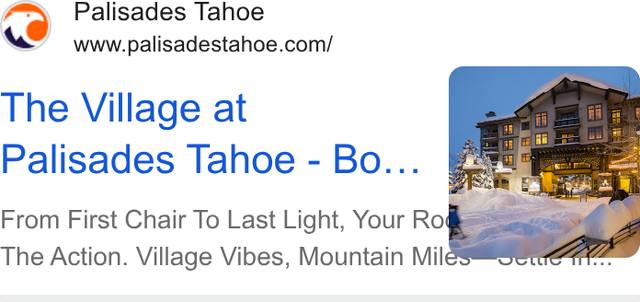 Palisades Tahoe
www.palisadestahoe.com/
The Village at
Palisades Tahoe - Bo...
From First Chair To Last Light, Your
The Action. Village Vibes, Mountain Miles